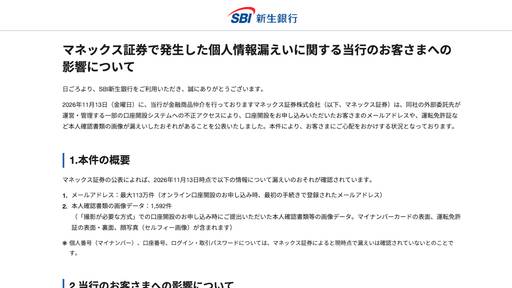 SBI 新生銀行
マネックス証券で発生した個人情報漏えいに関する当行のお客さまへの
影響について
日ごろより、SBI新生銀行をご利用いただき、誠にありがとうございます。
2026年11月13日（金曜日）に、当行が金融商品仲介を行っておりますマネックス証券株式会社（以下、マネックス証券）は、同社の外部委託先が
運営・管理する一部の口座開設システムへの不正アクセスにより、口座開設をお申し込みいただいたお客さまのメールアドレスや、運転免許証な
ど本人確認書類の画像が漏えいしたおそれがあることを公表いたしました。本件により、お客さまにご心配をおかけする状況となっております。
1.本件の概要
マネックス証券の公表によれば、2026年11月13日時点で以下の情報について漏えいのおそれが確認されています。
1. メールアドレス：最大113万件（オンライン口座開設のお申し込み時、最初の手続きで登録されたメールアドレス）
2. 本人確認書類の画像データ：1,592件
（「撮影が必要な方式」での口座開設のお申し込み時にご提出いただいた本人確認書類等の画像データ。マイナンバーカードの表面、運転免許
証の表面・裏面、顔写真（セルフィー画像）が含まれます）
※ 個人番号（マイナンバー）、口座番号、ログイン・取引パスワードについては、マネックス証券によると現時点で漏えいは確認されていないとのことで
す。
2.当行のお客さまへの影響について